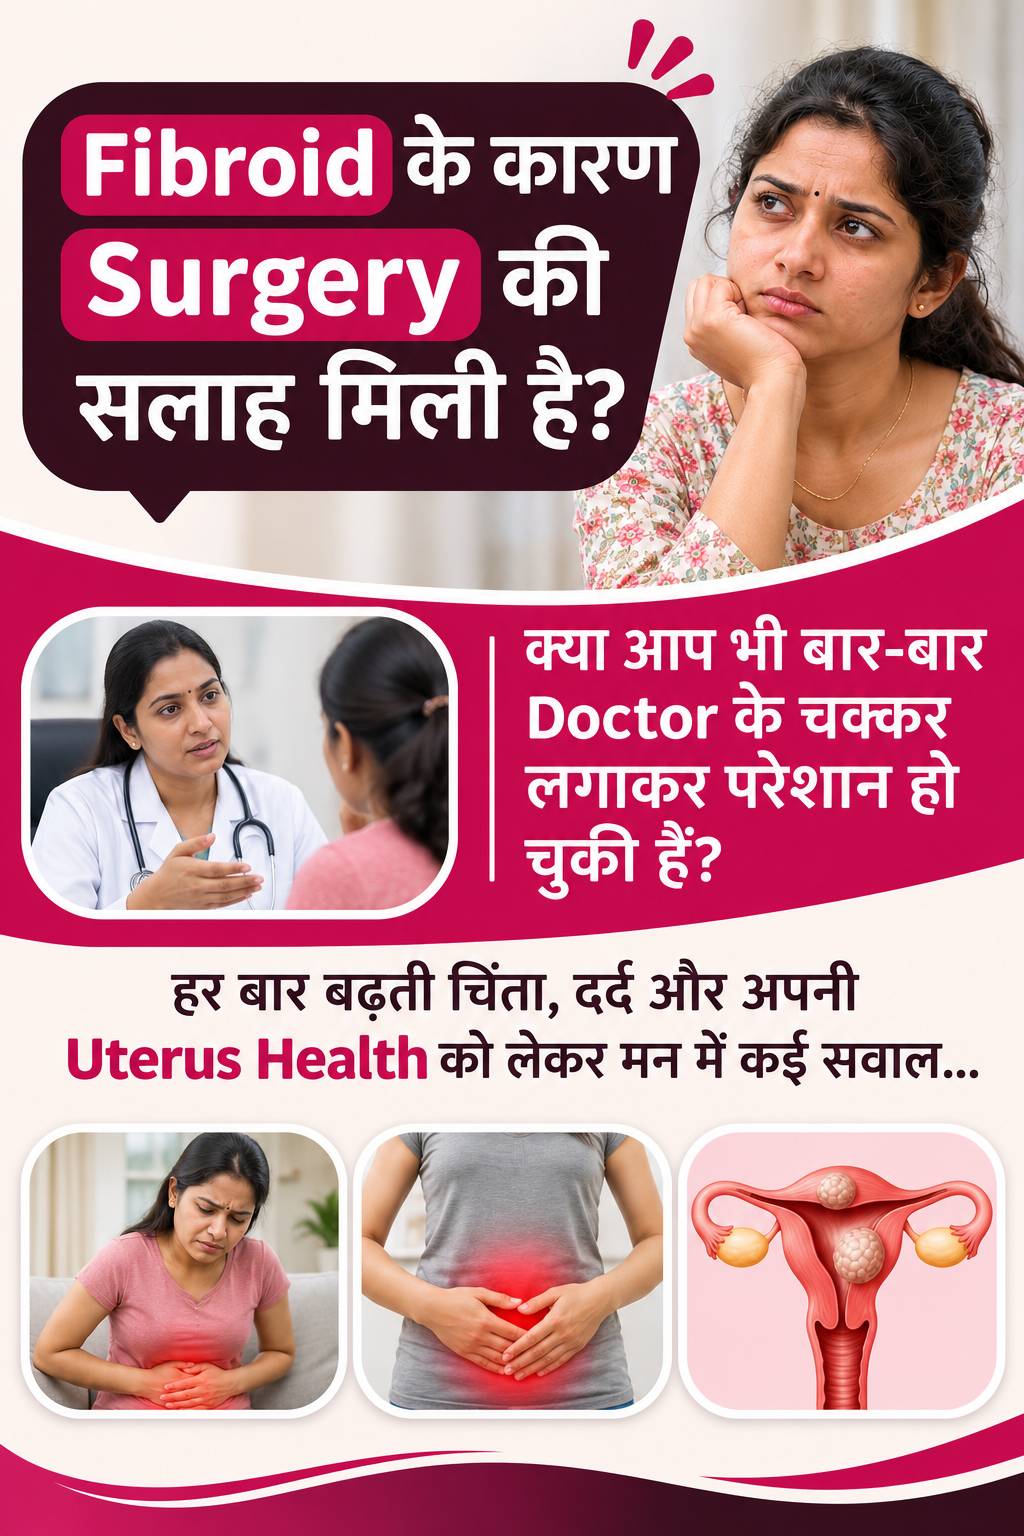 Fibroid के कारण
Surgery की
सलाह मिली है?
क्या आप भी बार-बार
Doctor के चक्कर
लगाकर परेशान हो
चुकी हैं?
हर बार बढ़ती चिंता, दर्द और अपनी
Uterus Health को लेकर मन में कई सवाल...